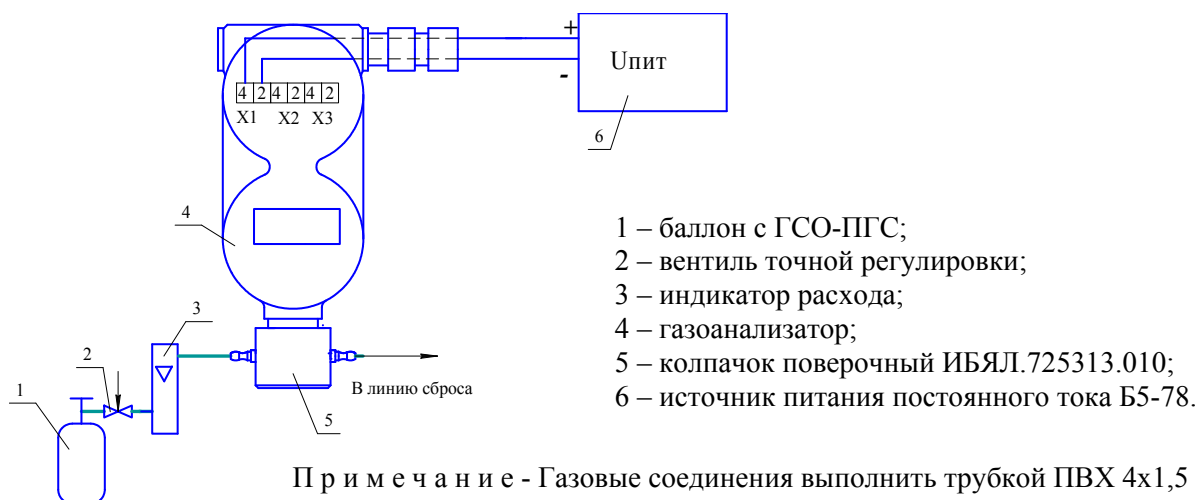 +
Uпит
-
4 2 4 2 4 2
X1 X2 X3
6
4
1 – баллон с ГСО-ПГС;
2 – вентиль точной регулировки;
3 – индикатор расхода;
4 – газоанализатор;
5 – колпачок поверочный ИБЯЛ.725313.010;
6 – источник питания постоянного тока Б5-78.
3
2
1
В линию сброса
5
П р и м е ч а н и е - Газовые соединения выполнить трубкой ПВХ 4х1,5